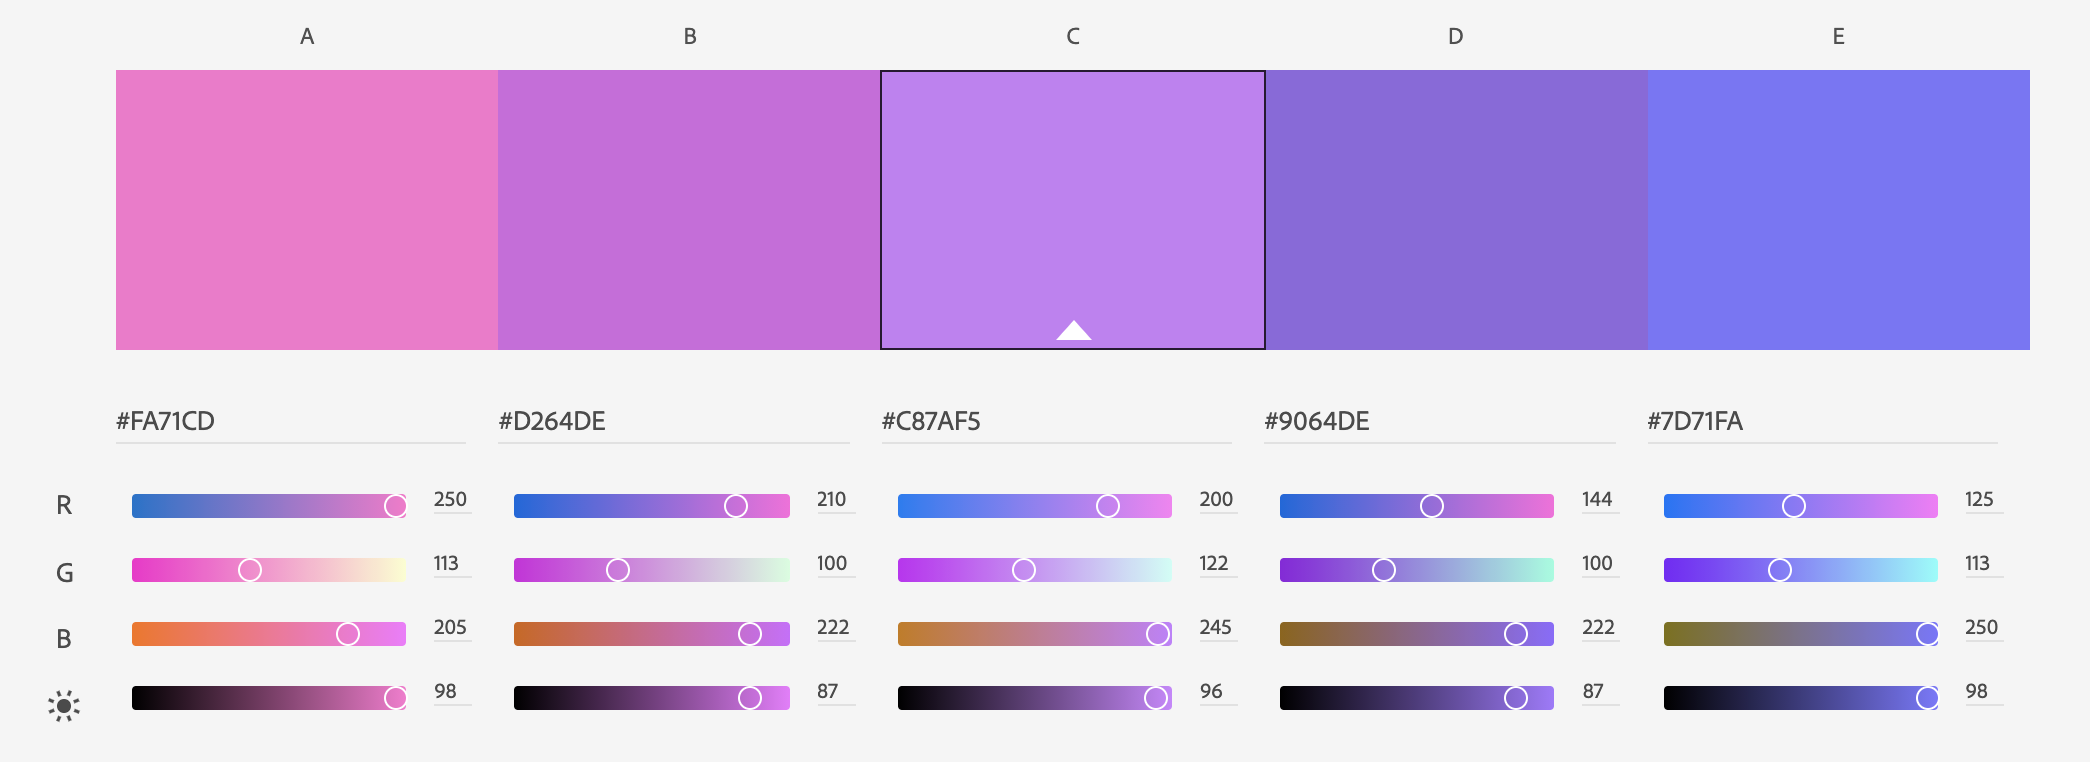 A B C D E
#FA71CD #D264DE #C87AF5 #9064DE #7D71FA
R 250 210 200 144 125
G 113 100 122 100 113
B 205 222 245 222 250
98 87 96 87 98